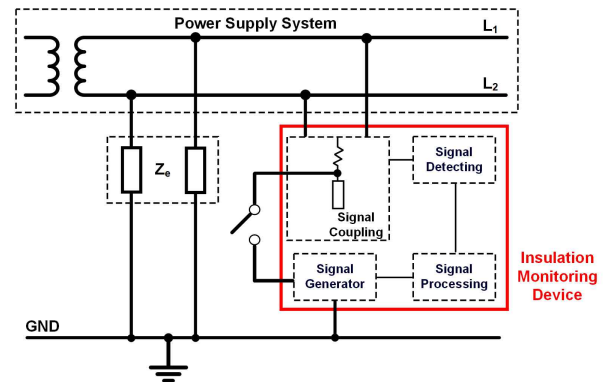 Power Supply System
L1
L2
Ze
Signal
Coupling
Signal
Detecting
Signal
Generator
Signal
Processing
Insulation
Monitoring
Device
GND